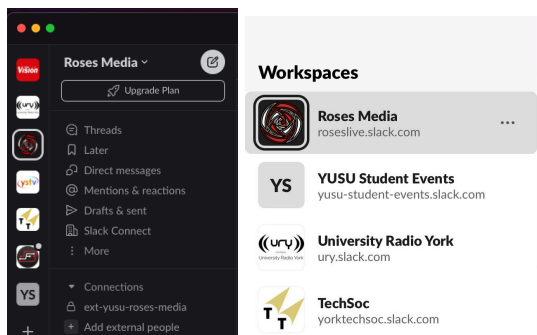 Vision
Roses Media
Upgrade Plan
((ury))
Threads
Later
Direct messages
ystv
@ Mentions & reactions
Drafts & sent
TT
Slack Connect
More
Connections
YS
ext-yusu-roses-media
+ Add external people
+
Workspaces
Roses Media
roseslive.slack.com
...
YS
YUSU Student Events
yusu-student-events.slack.com
((ury))
University Radio York
University Radio York
ury.slack.com
TT
TechSoc
yorktechsoc.slack.com